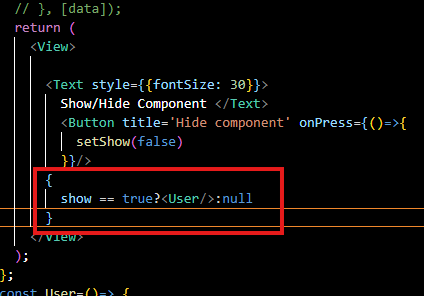 // }, [data]);
return (
<View>
<Text style={{fontSize: 30}}>
Show/Hide Component </Text>
<Button title='Hide component' onPress={()=>{
setShow(false)
}}/>
{
show == true?<User/>:null
}
</View>
);
};
const User=()=> {